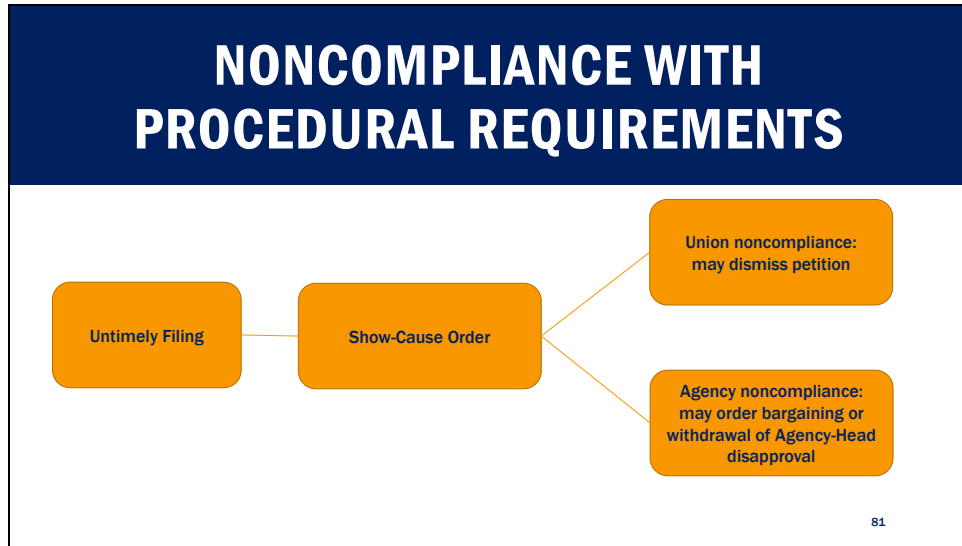 NONCOMPLIANCE WITH
PROCEDURAL REQUIREMENTS
Untimely Filing
Show-Cause Order
Union noncompliance:
may dismiss petition
Agency noncompliance:
may order bargaining or
withdrawal of Agency-Head
disapproval
81